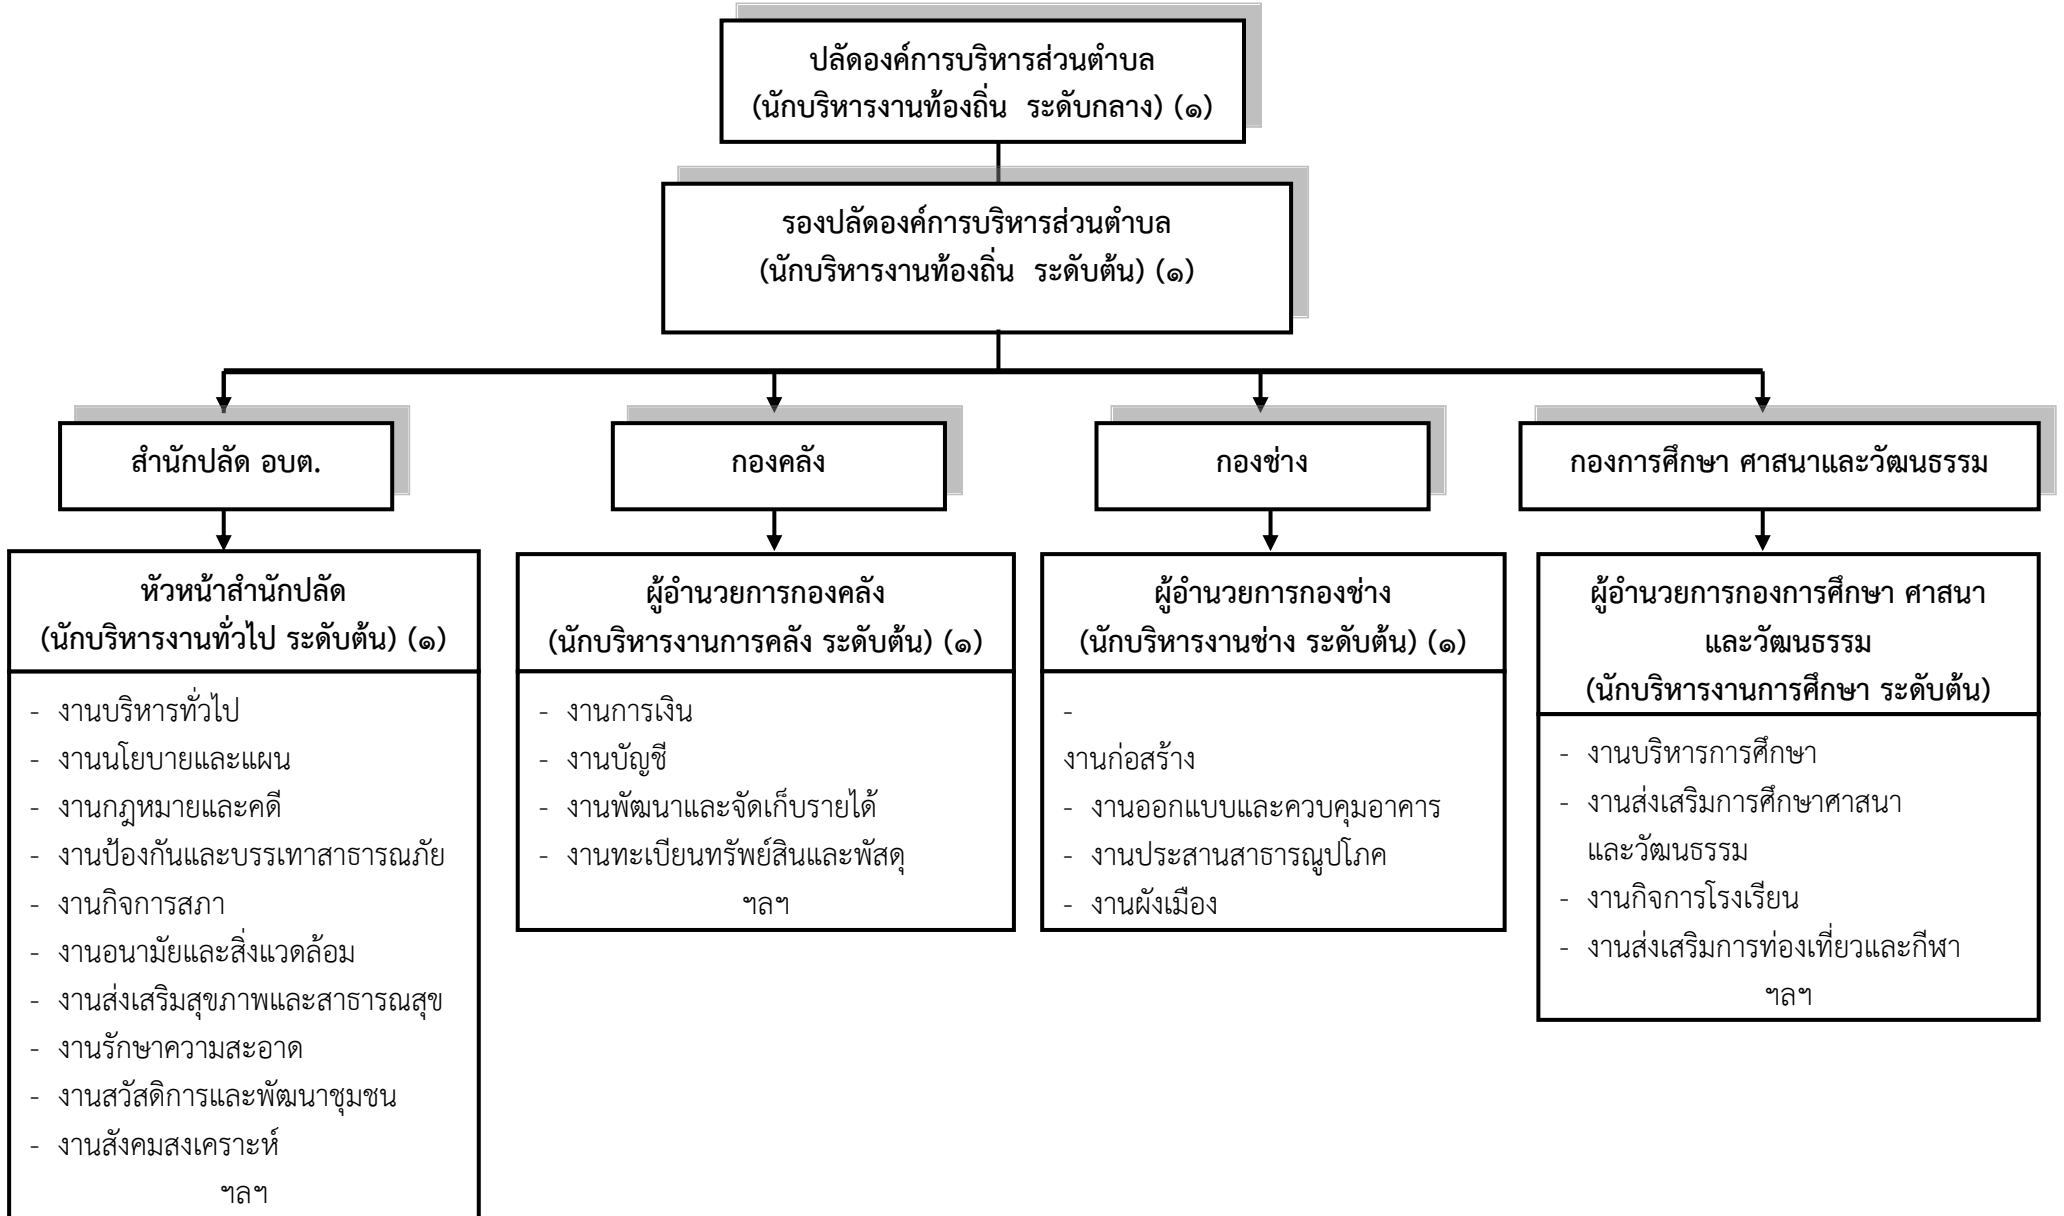 ปลัดองค์การบริหารส่วนตำบล
(นักบริหารงานท้องถิ่น ระดับกลาง) (๑)
รองปลัดองค์การบริหารส่วนตำบล
(นักบริหารงานท้องถิ่น ระดับต้น) (๑)
สำนักปลัด อบต.
กองคลัง
กองช่าง
กองการศึกษา ศาสนาและวัฒนธรรม
หัวหน้าสำนักปลัด
(นักบริหารงานทั่วไป ระดับต้น) (๑)
- งานบริหารทั่วไป
- งานนโยบายและแผน
- งานกฎหมายและคดี
- งานป้องกันและบรรเทาสาธารณภัย
- งานกิจการสภา
- งานอนามัยและสิ่งแวดล้อม
- งานส่งเสริมสุขภาพและสาธารณสุข
- งานรักษาความสะอาด
- งานสวัสดิการและพัฒนาชุมชน
- งานสังคมสงเคราะห์
ฯลฯ
ผู้อำนวยการกองคลัง
(นักบริหารงานการคลัง ระดับต้น) (๑)
- งานการเงิน
- งานบัญชี
- งานพัฒนาและจัดเก็บรายได้
- งานทะเบียนทรัพย์สินและพัสดุ
ฯลฯ
ผู้อำนวยการกองช่าง
(นักบริหารงานช่าง ระดับต้น) (๑)
-
งานก่อสร้าง
- งานออกแบบและควบคุมอาคาร
- งานประสานสาธารณูปโภค
- งานผังเมือง
ผู้อำนวยการกองการศึกษา ศาสนา
และวัฒนธรรม
(นักบริหารงานการศึกษา ระดับต้น)
- งานบริหารการศึกษา
- งานส่งเสริมการศึกษาศาสนา
และวัฒนธรรม
- งานกิจการโรงเรียน
- งานส่งเสริมการท่องเที่ยวและกีฬา
ฯลฯ